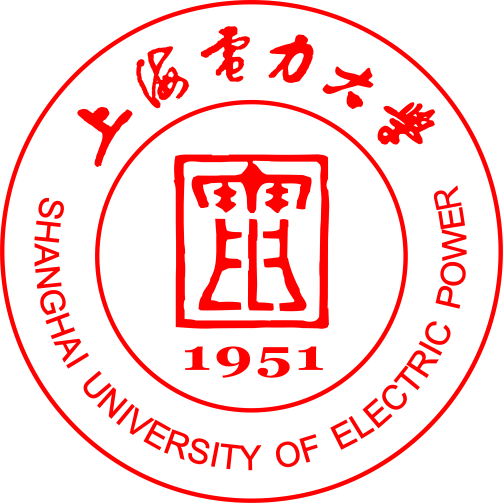 上海電力大學
1951
SHANGHAI UNIVERSITY OF ELECTRIC POWER